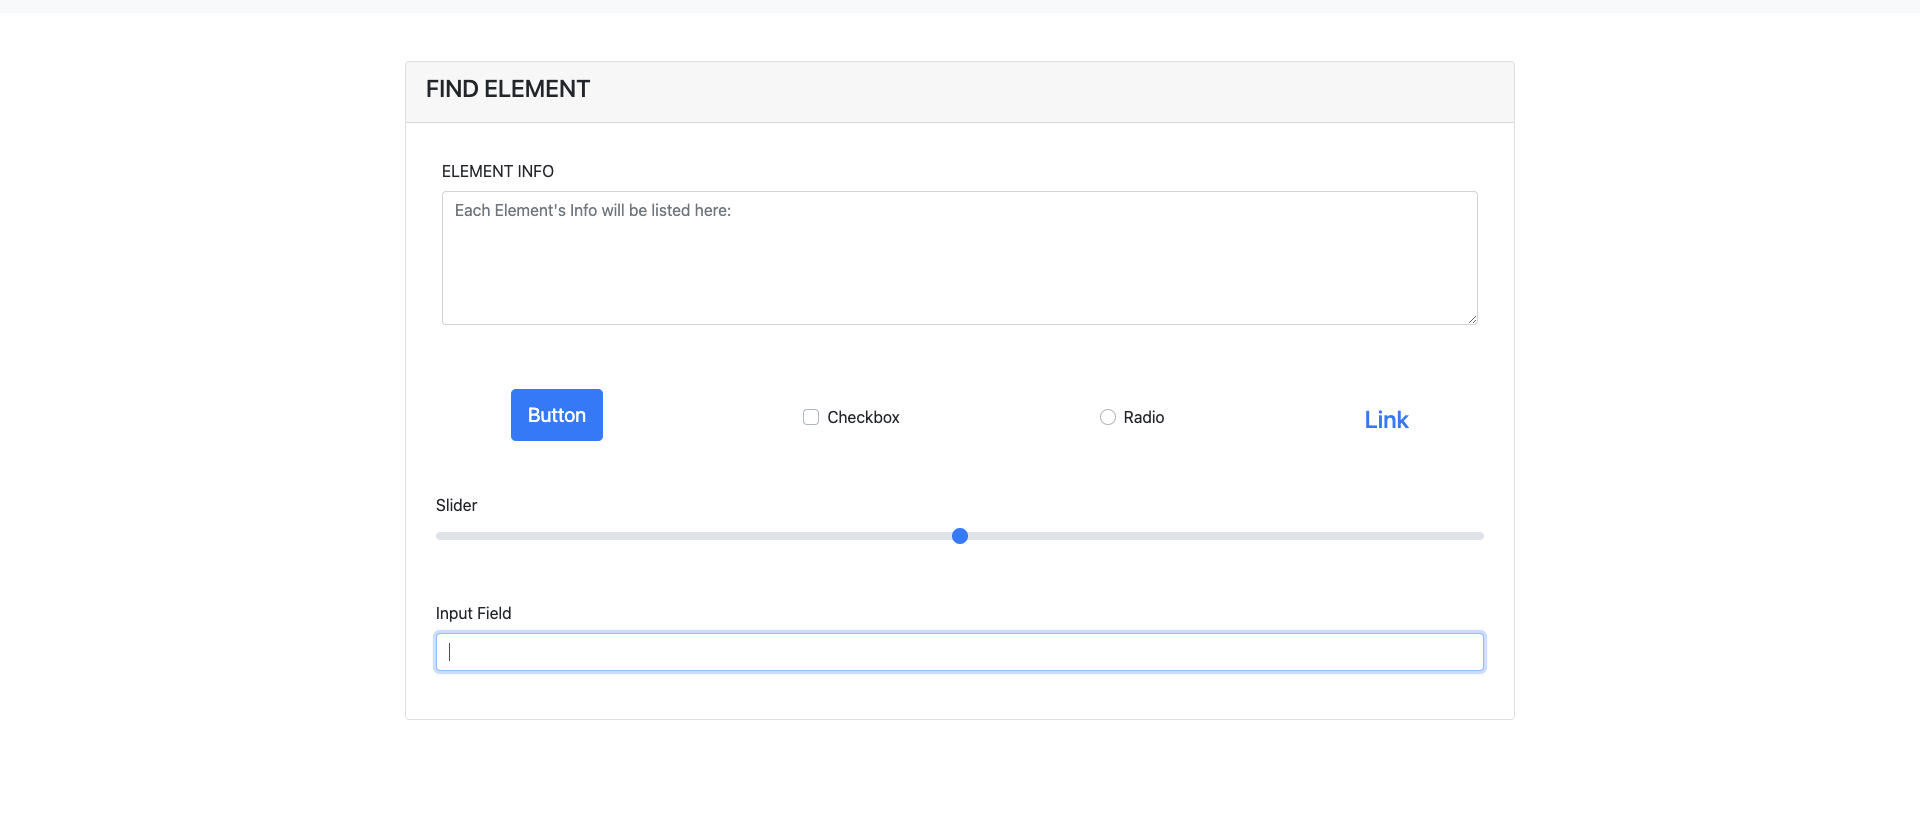 FIND ELEMENT
ELEMENT INFO
Each Element's Info will be listed here:
Button
Checkbox
Radio
Link
Slider
Input Field